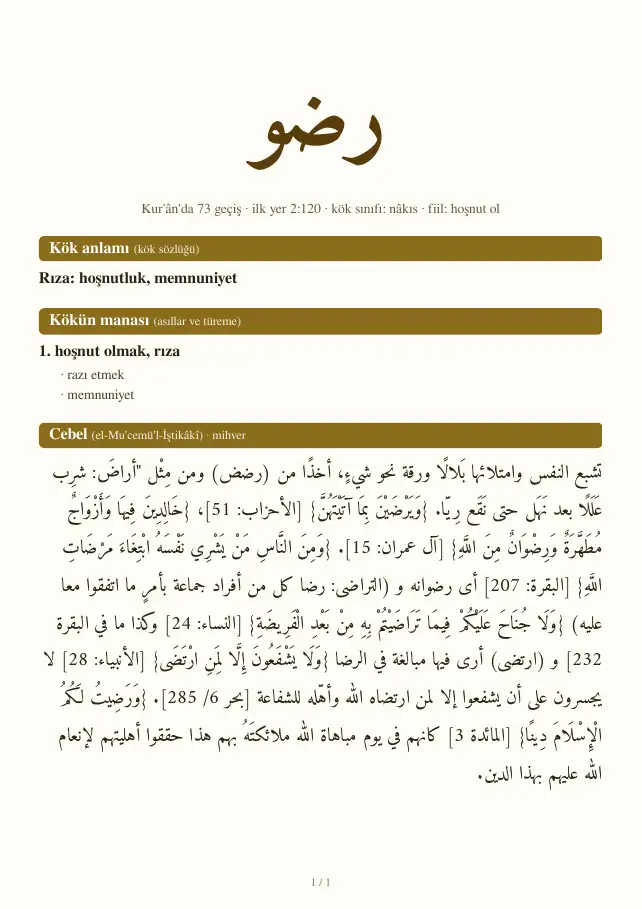 رضو
Kur'ân'da 73 geçiş · ilk yer 2:120 · kök sınıfı: nâkıs · fiil: hoşnut ol
Kök anlamı (kök sözlüğü)
Rıza: hoşnutluk, memnuniyet
Kökün manası (asıllar ve türeme)
1. hoşnut olmak, rıza
· razı etmek
· memnuniyet
Cebel (el-Mu'cemü'l-İştikâkî) · mihver
تشبع النفس وامتلائها بَلالًا ورقة نحو شيءٍ، أخذًا من (رضض) ومن مِثْل "أراضَ: شرِب
عَلَلًا بعد نَهَل حتى نَقَع رِيّا. {وَيَرْضَيْنَ بِمَا آتَيْتَهُنَّ} [الأحزاب: 51]، {خَالِدِينَ فِيهَا وَأَزْوَاجٌ
مُطَهَّرَةٌ وَرِضْوَانٌ مِنَ اللَّهِ} [آل عمران: 15]. {وَمِنَ النَّاسِ مَنْ يَشْرِي نَفْسَهُ ابْتِغَاءَ مَرْضَاتِ
اللَّهِ} [البقرة: 207] أى رضوانه و (التراضى: رضا كل من أفراد جماعة بأمرٍ ما اتفقوا معا
عليه) {وَلَا جُنَاحَ عَلَيْكُمْ فِيمَا تَرَاضَيْتُمْ بِهِ مِنْ بَعْدِ الْفَرِيضَةِ} [النساء: 24] وكذا ما في البقرة
232] و (ارتضى) أرى فيها مبالغة في الرضا {وَلَا يَشْفَعُونَ إِلَّا لِمَنِ ارْتَضَى} [الأنبياء: 28] لا
يجسرون على أن يشفعوا إلا لمن ارتضاه الله وأهّله للشفاعة [بحر 6/ 285]. {وَرَضِيتُ لَكُمُ
الْإِسْلَامَ دِينًا} [المائدة 3] كانهم في يوم مباهاة الله ملائكتَهُ بهم هذا حققوا أهليتهم لإنعام
الله عليهم بهذا الدين.
1 / 1